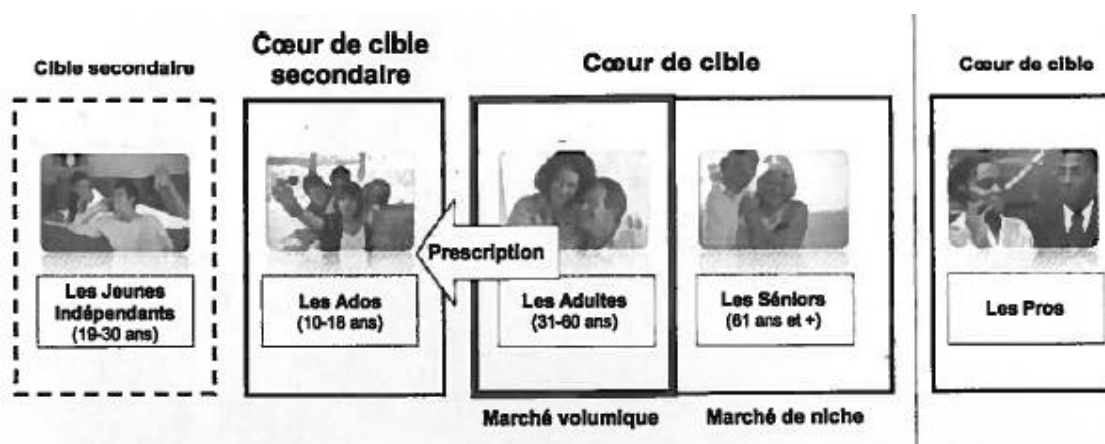 Cible secondaire
Cœur de cible
secondaire
Cœur de cible
Cœur de cible
Prescription
Les Jeunes
Indépendants
(19-30 ans)
Les Ados
(10-18 ans)
Les Adultes
(31-60 ans)
Les Séniors
(61 ans et +)
Les Pros
Marché volumique
Marché de niche